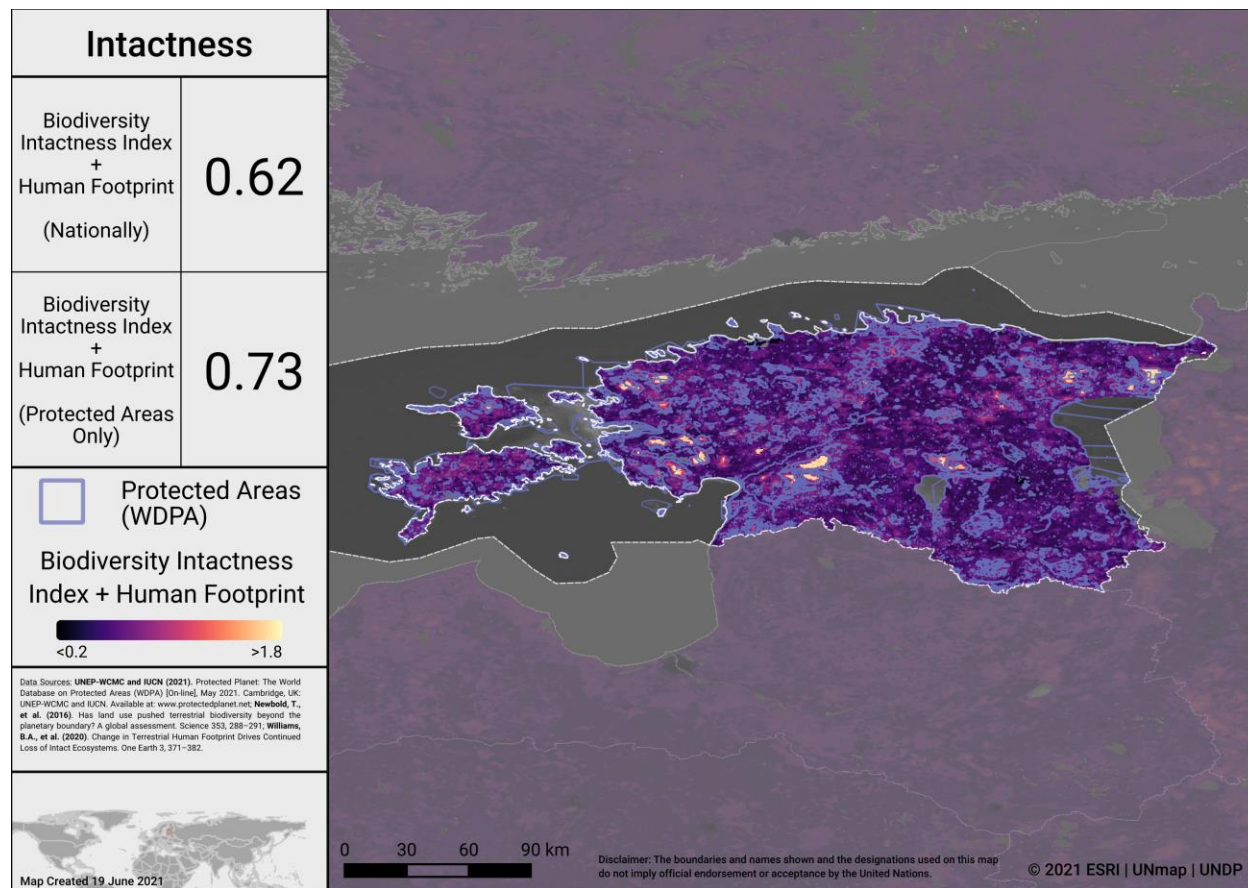 Intactness
Biodiversity
Intactness Index
+
Human Footprint
(Nationally)
0.62
Biodiversity
Intactness Index
+
Human Footprint
(Protected Areas
Only)
0.73
Protected Areas
(WDPA)
Biodiversity Intactness
Index + Human Footprint
<0.2 >1.8
Data Sources: UNEP-WCMC and IUCN (2021). Protected Planet: The World
Database on Protected Areas (WDPA) [On-line], May 2021. Cambridge, UK:
UNEP-WCMC and IUCN. Available at: www.protectedplanet.net; Newbold, T.,
et al. (2016). Has land use pushed terrestrial biodiversity beyond the
planetary boundary? A global assessment. Science 353, 288–291; Williams,
B.A., et al. (2020). Change in Terrestrial Human Footprint Drives Continued
Loss of Intact Ecosystems. One Earth 3, 371–382.
Map Created 19 June 2021
0 30 60 90 km
Disclaimer: The boundaries and names shown and the designations used on this map
do not imply official endorsement or acceptance by the United Nations.
© 2021 ESRI | UNmap | UNDP